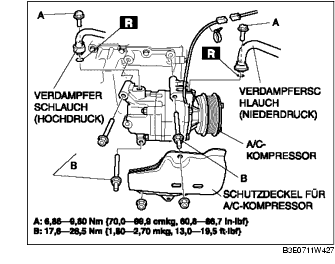 A
R
A
R
VERDAMPFER
SCHLAUCH
(HOCHDRUCK)
VERDAMPFERSC
HLAUCH
(NIEDERDRUCK)
B
A/C-
KOMPRESSOR
SCHUTZDECKEL FÜR
A/C-KOMPRESSOR
A: 6,86—9,80 Nm {70,0—99,9 cmkg, 60,8—86,7 in-lbf}
B: 17,6—26,5 Nm {1,80—2,70 mkg, 13,0—19,5 ft-lbf}
B3E0711W427